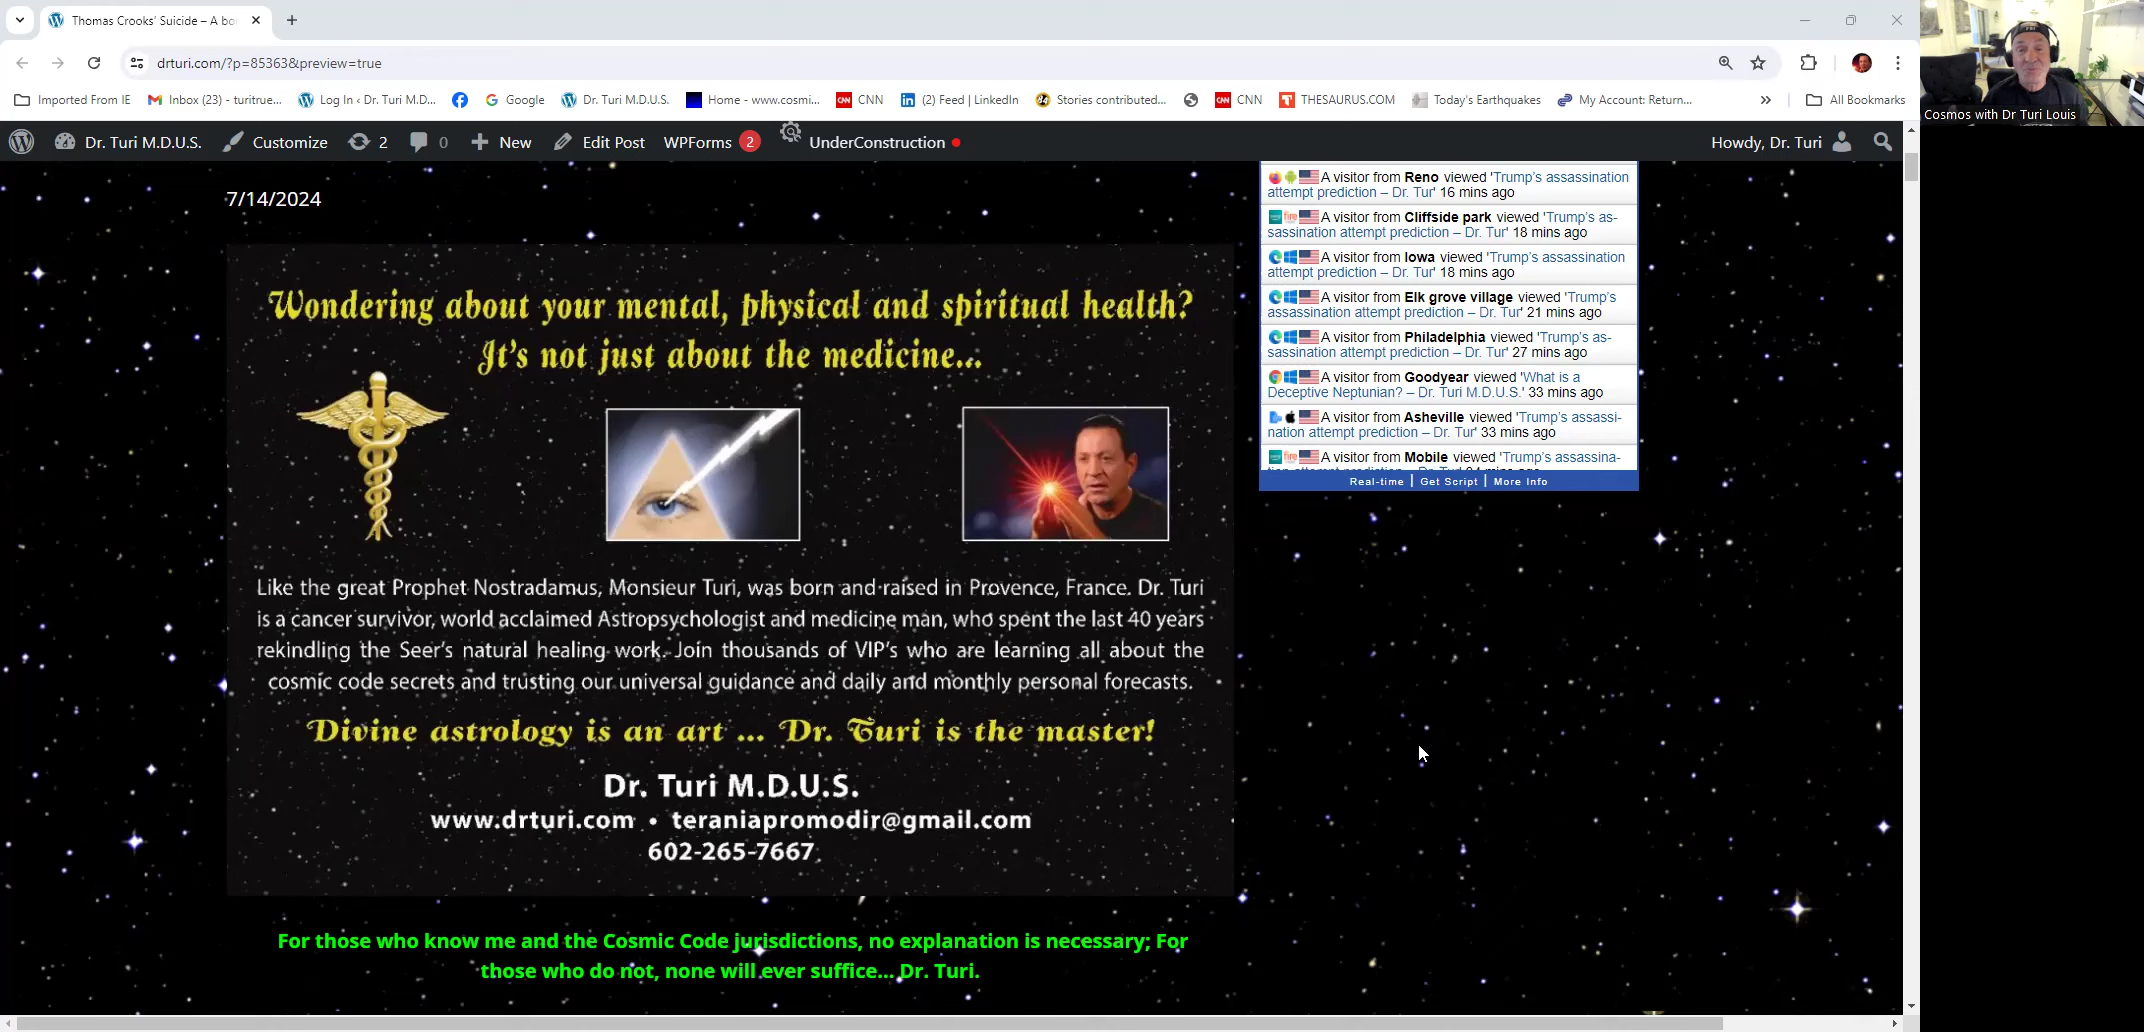 Thomas Crooks' Suicide – A bo
drturi.com/?p=85363&preview=true
Imported From IE
Inbox (23) - turitrue...
Log In ‹ Dr. Turi M.D...
Google
Dr. Turi M.D.U.S.
Home - www.cosmi...
CNN
(2) Feed | LinkedIn
Stories contributed...
CNN
THESAURUS.COM
Today's Earthquakes
My Account: Return...
»
All Bookmarks
Cosmos with Dr Turi Louis
Dr. Turi M.D.U.S.
Customize
2
0
New
Edit Post
WPForms 2
UnderConstruction
Howdy, Dr. Turi
7/14/2024
A visitor from Reno viewed 'Trump's assassination
attempt prediction – Dr. Tur' 16 mins ago
A visitor from Cliffside park viewed 'Trump's as-
sassination attempt prediction – Dr. Tur' 18 mins ago
A visitor from Iowa viewed 'Trump's assassination
attempt prediction – Dr. Tur' 18 mins ago
A visitor from Elk grove village viewed 'Trump's
assassination attempt prediction – Dr. Tur' 21 mins ago
A visitor from Philadelphia viewed 'Trump's as-
sassination attempt prediction – Dr. Tur' 27 mins ago
A visitor from Goodyear viewed 'What is a
Deceptive Neptunian? – Dr. Turi M.D.U.S.' 33 mins ago
A visitor from Asheville viewed 'Trump's assassi-
nation attempt prediction – Dr. Tur' 33 mins ago
A visitor from Mobile viewed 'Trump's assassina-
Real-time | Get Script | More Info
Wondering about your mental, physical and spiritual health?
It's not just about the medicine...
Like the great Prophet Nostradamus, Monsieur Turi, was born and raised in Provence, France. Dr. Turi
is a cancer survivor, world acclaimed Astropsychologist and medicine man, who spent the last 40 years
rekindling the Seer's natural healing work. Join thousands of VIP's who are learning all about the
cosmic code secrets and trusting our universal guidance and daily and monthly personal forecasts.
Divine astrology is an art ... Dr. Turi is the master!
Dr. Turi M.D.U.S.
www.drturi.com • teraniapromodir@gmail.com
602-265-7667
For those who know me and the Cosmic Code jurisdictions, no explanation is necessary; For
those who do not, none will ever suffice... Dr. Turi.